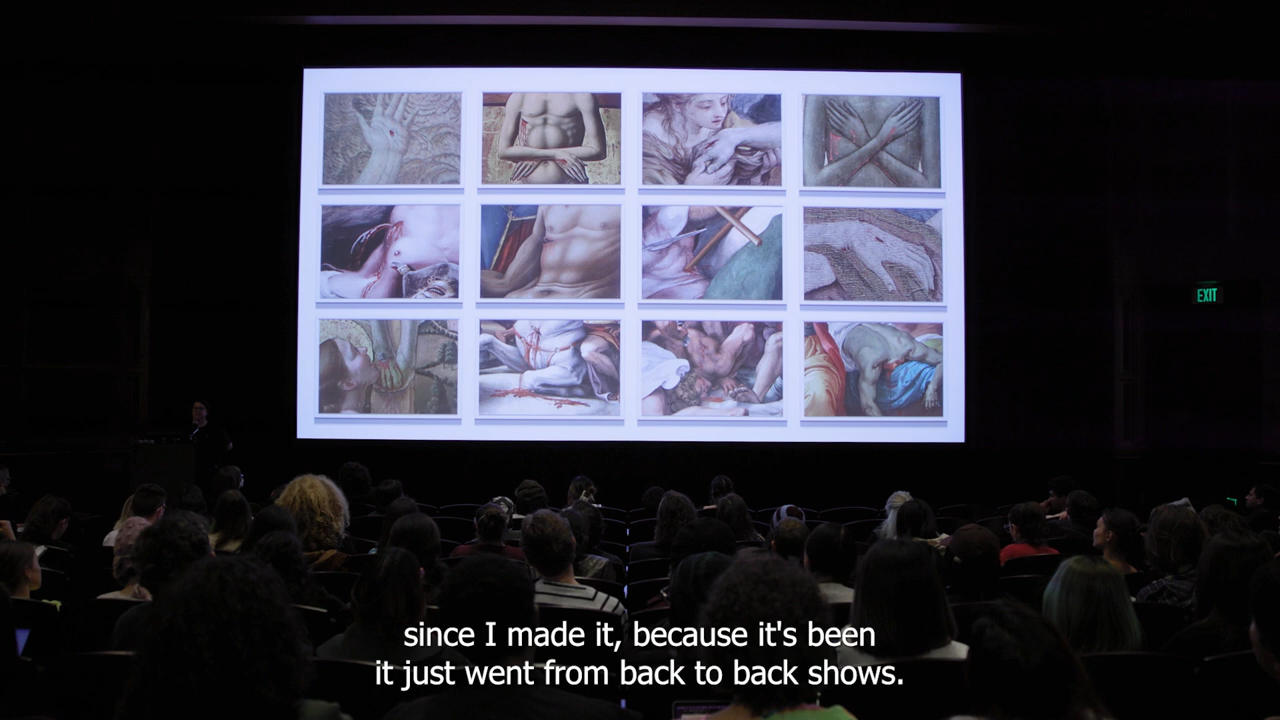 EXIT
since I made it, because it's been
it just went from back to back shows.